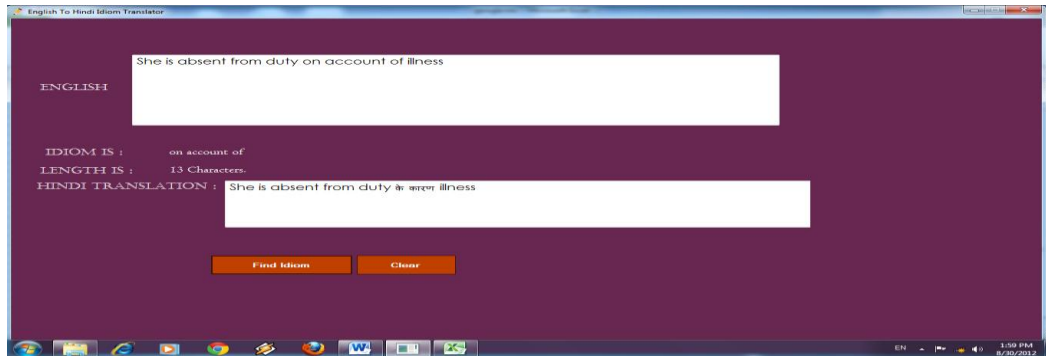 English To Hindi Idiom Translator
She is absent from duty on account of illness
ENGLISH
IDIOM IS : on account of
LENGTH IS : 13 Characters.
HINDI TRANSLATION : She is absent from duty के कारण illness
Find Idiom Clear
EN 1:59 PM
8/30/2012